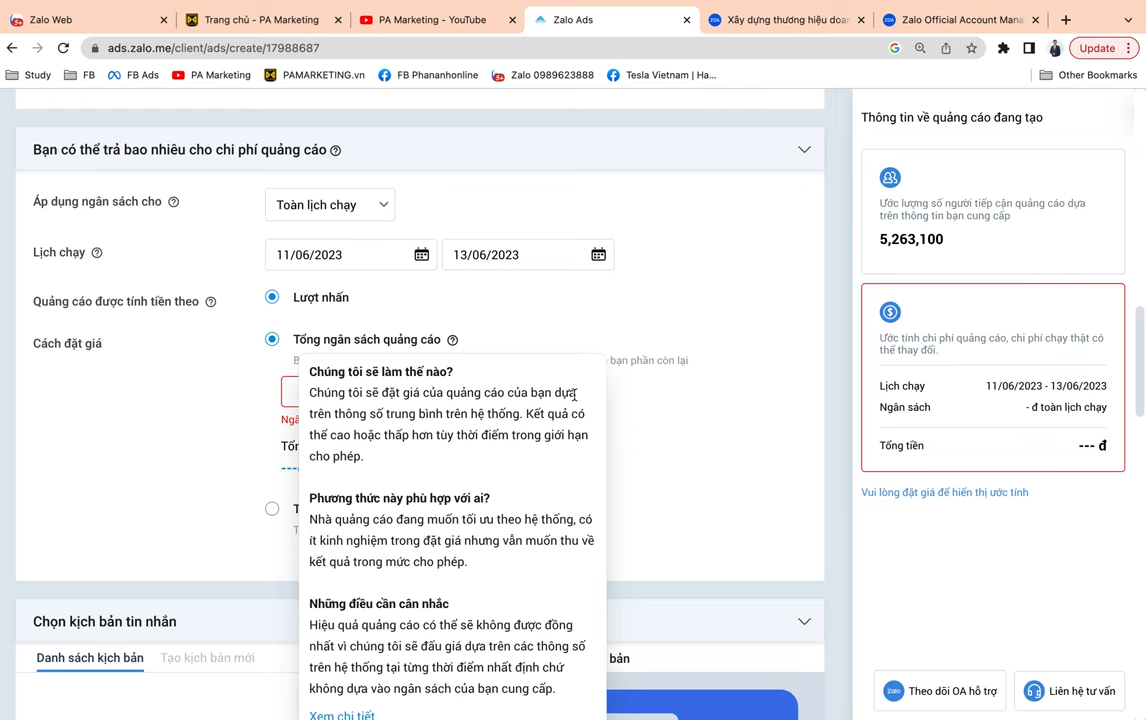 Zalo Web
Trang chủ - PA Marketing
PA Marketing - YouTube
Zalo Ads
Xây dựng thương hiệu doan
Zalo Official Account Mana
ads.zalo.me/client/ads/create/17988687
Update
Study
FB
FB Ads
PA Marketing
PAMARKETING.vn
FB Phananhonline
Zalo 0989623888
Tesla Vietnam | Ha...
Other Bookmarks
Bạn có thể trả bao nhiêu cho chi phí quảng cáo
Áp dụng ngân sách cho
Toàn lịch chạy
Lịch chạy
11/06/2023
13/06/2023
Quảng cáo được tính tiền theo
Lượt nhấn
Cách đặt giá
Tổng ngân sách quảng cáo
B
bạn phần còn lại
Ngâ
Tổn
---
T
T
Chúng tôi sẽ làm thế nào?
Chúng tôi sẽ đặt giá của quảng cáo của bạn dựa
trên thông số trung bình trên hệ thống. Kết quả có
thể cao hoặc thấp hơn tùy thời điểm trong giới hạn
cho phép.
Phương thức này phù hợp với ai?
Nhà quảng cáo đang muốn tối ưu theo hệ thống, có
ít kinh nghiệm trong đặt giá nhưng vẫn muốn thu về
kết quả trong mức cho phép.
Những điều cần cân nhắc
Hiệu quả quảng cáo có thể sẽ không được đồng
nhất vì chúng tôi sẽ đấu giá dựa trên các thông số
trên hệ thống tại từng thời điểm nhất định chứ
không dựa vào ngân sách của bạn cung cấp.
Xem chi tiết
Chọn kịch bản tin nhắn
Danh sách kịch bản
Tạo kịch bản mới
bản
Thông tin về quảng cáo đang tạo
Ước lượng số người tiếp cận quảng cáo dựa
trên thông tin bạn cung cấp
5,263,100
Ước tính chi phí quảng cáo, chi phí chạy thật có
thể thay đổi.
Lịch chạy
11/06/2023 - 13/06/2023
Ngân sách
- đ toàn lịch chạy
Tổng tiền
--- đ
Vui lòng đặt giá để hiển thị ước tính
Zalo
Theo dõi OA hỗ trợ
Liên hệ tư vấn